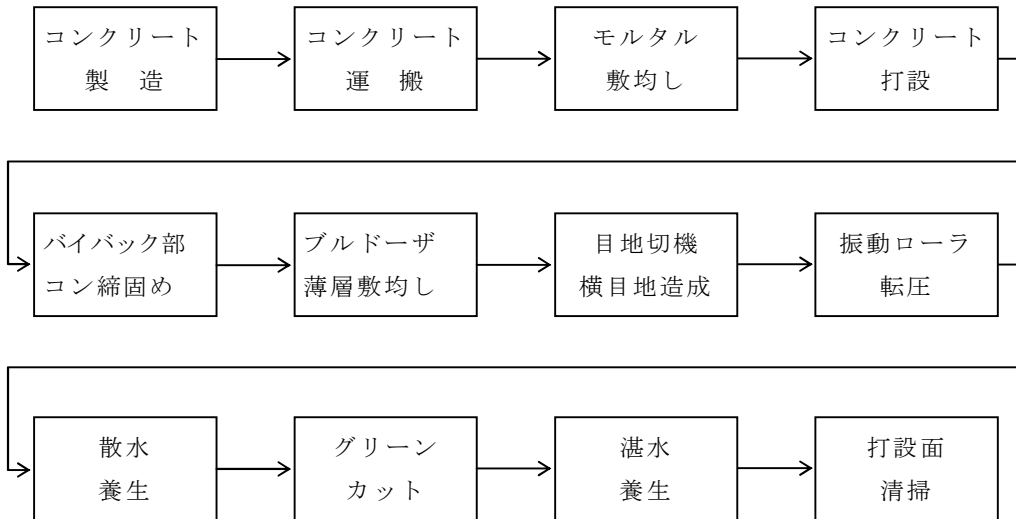 コンクリート
製　造
コンクリート
運　搬
モルタル
敷均し
コンクリート
打設
バイバック部
コン締固め
ブルドーザ
薄層敷均し
目地切機
横目地造成
振動ローラ
転圧
散水
養生
グリーン
カット
湛水
養生
打設面
清掃